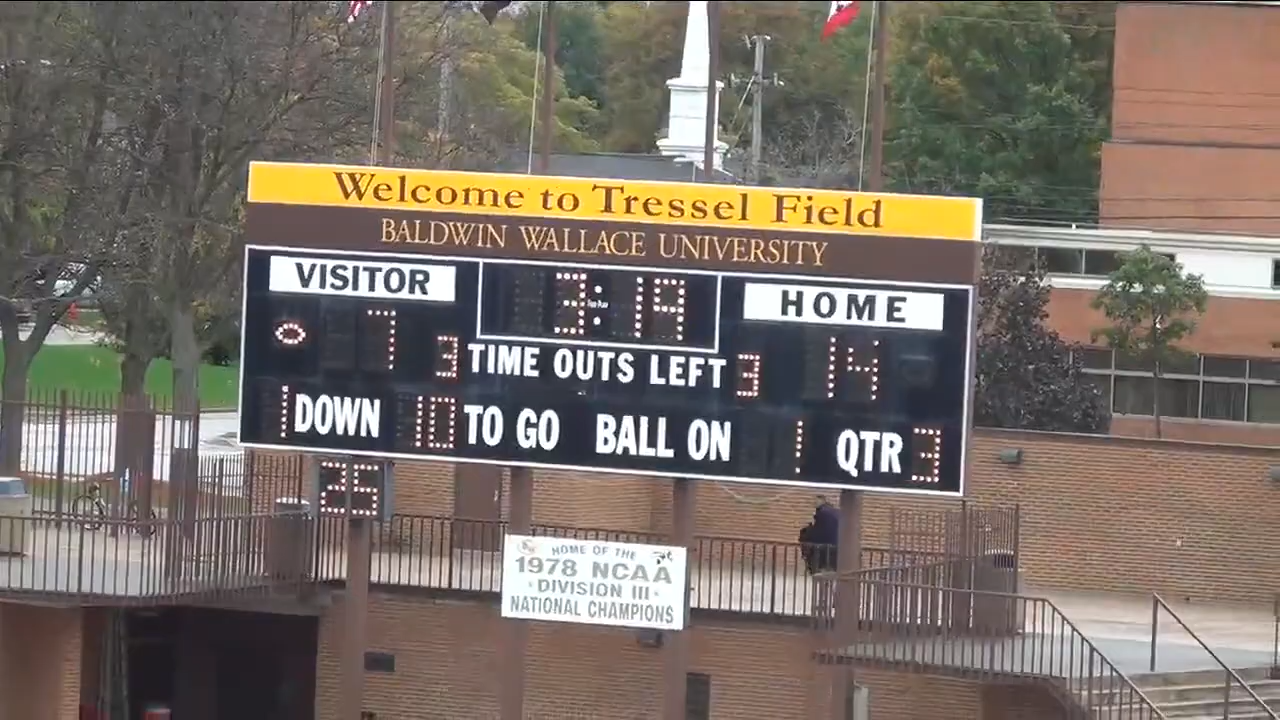 Welcome to Tressel Field
BALDWIN WALLACE UNIVERSITY
VISITOR 3:19 HOME
7 3 TIME OUTS LEFT 3 14
1 DOWN 10 TO GO BALL ON 1 QTR 3
25
HOME OF THE
1978 NCAA
DIVISION III
NATIONAL CHAMPIONS